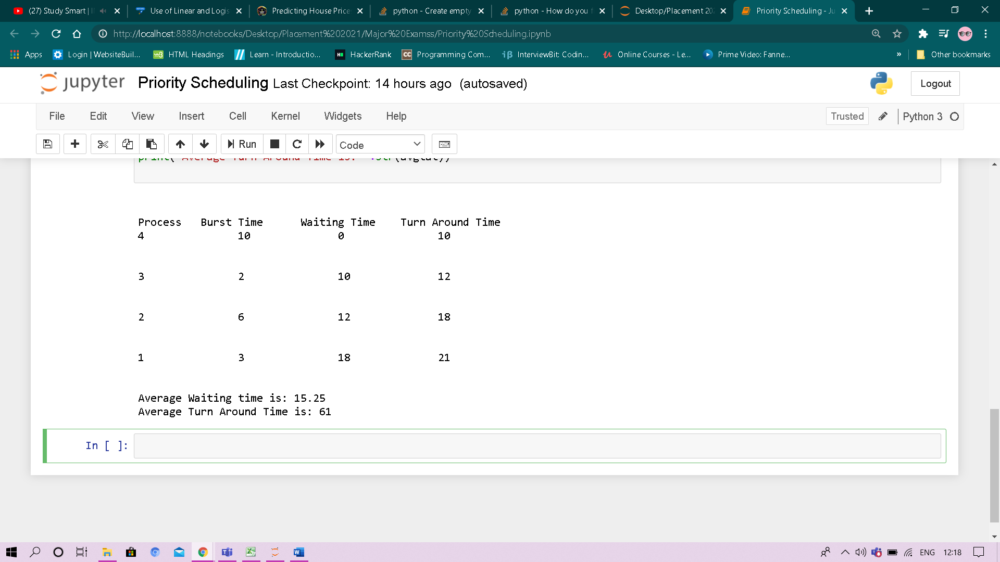 (27) Study Smart |
Use of Linear and Logis
Predicting House Price
python - Create empty
python - How do you f
Desktop/Placement 202
Priority Scheduling - Ju
http://localhost:8888/notebooks/Desktop/Placement%202021/Major%20Examss/Priority%20Scheduling.ipynb
Apps
Login | WebsiteBuil...
HTML Headings
Learn - Introductio...
HackerRank
Programming Com...
InterviewBit: Codin...
Online Courses - Le...
Prime Video: Fanne...
»
Other bookmarks
jupyter Priority Scheduling Last Checkpoint: 14 hours ago (autosaved)
Logout
File Edit View Insert Cell Kernel Widgets Help
Trusted
Python 3
Run
Code
print("Average Turn Around Time is: "+str(avgtat))
Process Burst Time Waiting Time Turn Around Time
4 10 0 10
3 2 10 12
2 6 12 18
1 3 18 21
Average Waiting time is: 15.25
Average Turn Around Time is: 61
In [ ]:
ENG 12:18